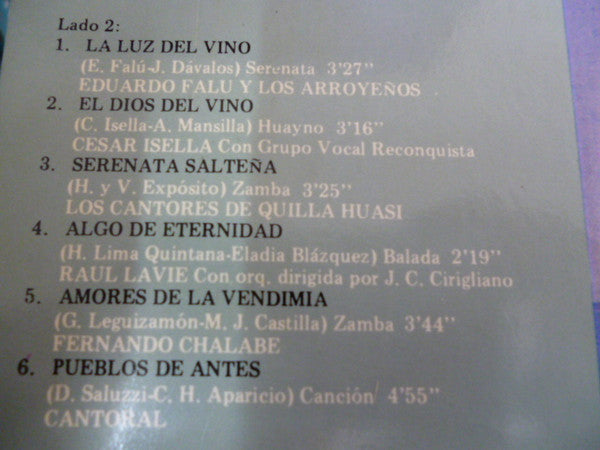 Lado 2:
1. LA LUZ DEL VINO
(E. Falú-J. Dávalos) Serenata 3'27"
EDUARDO FALU Y LOS ARROYEÑOS
2. EL DIOS DEL VINO
(C. Isella-A. Mansilla) Huayno 3'16"
CESAR ISELLA Con Grupo Vocal Reconquista
3. SERENATA SALTEÑA
(H. y V. Expósito) Zamba 3'25"
LOS CANTORES DE QUILLA HUASI
4. ALGO DE ETERNIDAD
(H. Lima Quintana-Eladia Blázquez) Balada 2'19"
RAUL LAVIE Con orq. dirigida por J. C. Cirigliano
5. AMORES DE LA VENDIMIA
(G. Leguizamón-M. J. Castilla) Zamba 3'44"
FERNANDO CHALABE
6. PUEBLOS DE ANTES
(D. Saluzzi-C. H. Aparicio) Canción 4'55"
CANTORAL